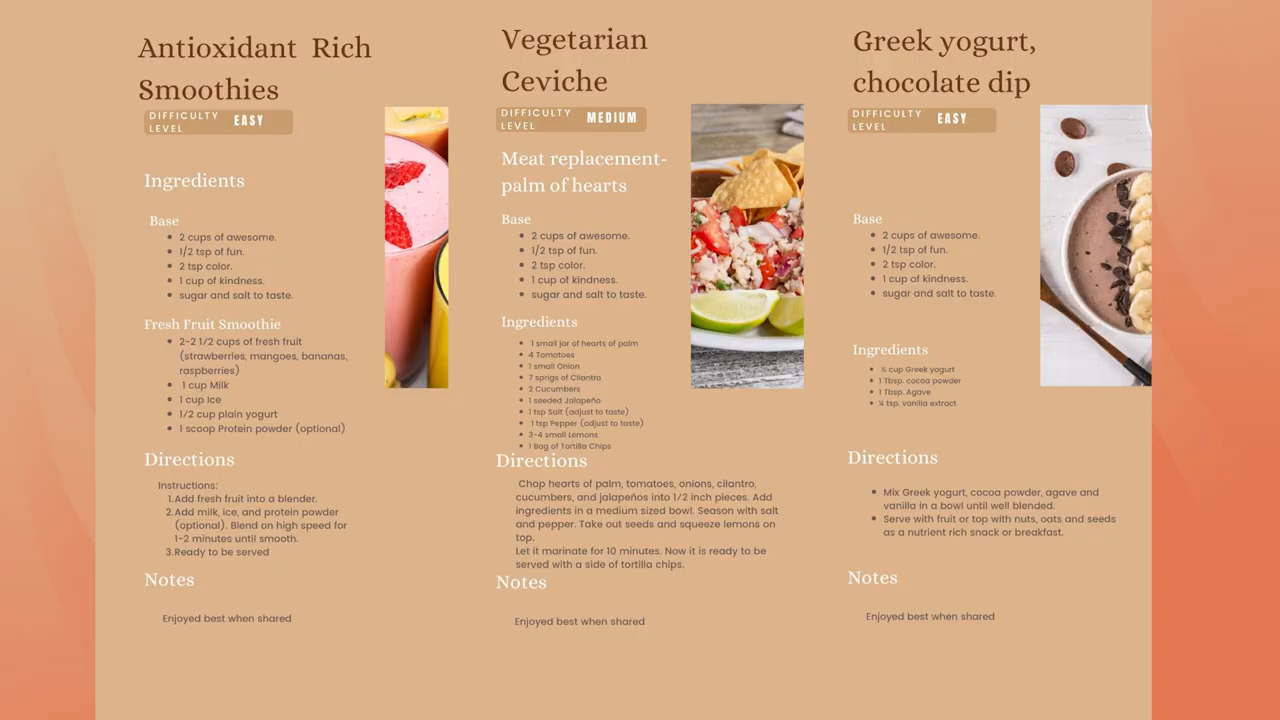 Antioxidant Rich
Smoothies
DIFFICULTY
LEVEL
EASY
Ingredients
Base
2 cups of awesome.
1/2 tsp of fun.
2 tsp color.
1 cup of kindness.
sugar and salt to taste.
Fresh Fruit Smoothie
2-2 1/2 cups of fresh fruit
(strawberries, mangoes, bananas,
raspberries)
1 cup Milk
1 cup Ice
1/2 cup plain yogurt
1 scoop Protein powder (optional)
Directions
Instructions:
1. Add fresh fruit into a blender.
2. Add milk, ice, and protein powder
(optional). Blend on high speed for
1-2 minutes until smooth.
3. Ready to be served
Notes
Enjoyed best when shared
Vegetarian
Ceviche
DIFFICULTY
LEVEL
MEDIUM
Meat replacement-
palm of hearts
Base
2 cups of awesome.
1/2 tsp of fun.
2 tsp color.
1 cup of kindness.
sugar and salt to taste.
Ingredients
1 small jar of hearts of palm
4 Tomatoes
1 small Onion
7 sprigs of Cilantro
2 Cucumbers
1 seeded Jalapeño
1 tsp Salt (adjust to taste)
1 tsp Pepper (adjust to taste)
3-4 small Lemons
1 Bag of Tortilla Chips
Directions
Chop hearts of palm, tomatoes, onions, cilantro,
cucumbers, and jalapeños into 1/2 inch pieces. Add
ingredients in a medium sized bowl. Season with salt
and pepper. Take out seeds and squeeze lemons on
top.
Let it marinate for 10 minutes. Now it is ready to be
served with a side of tortilla chips.
Notes
Enjoyed best when shared
Greek yogurt,
chocolate dip
DIFFICULTY
LEVEL
EASY
Base
2 cups of awesome.
1/2 tsp of fun.
2 tsp color.
1 cup of kindness.
sugar and salt to taste.
Ingredients
½ cup Greek yogurt
1 Tbsp. cocoa powder
1 Tbsp. Agave
¼ tsp. vanilla extract
Directions
Mix Greek yogurt, cocoa powder, agave and
vanilla in a bowl until well blended.
Serve with fruit or top with nuts, oats and seeds
as a nutrient rich snack or breakfast.
Notes
Enjoyed best when shared